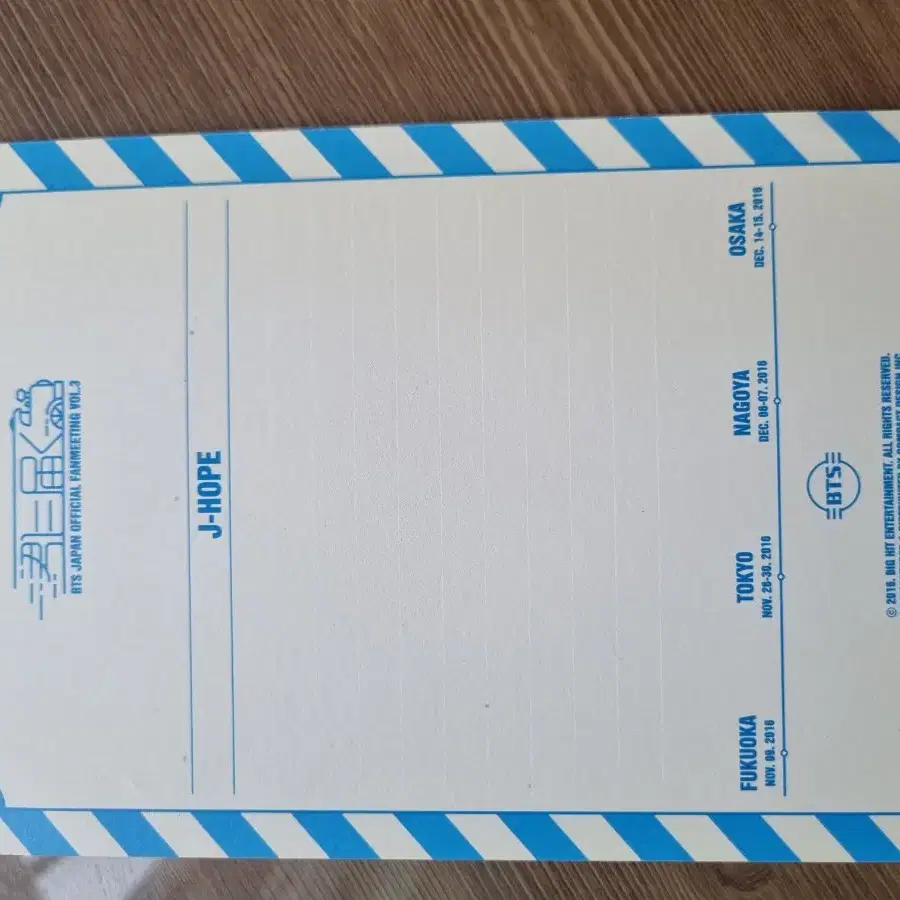 BTS JAPAN OFFICIAL FANMEETING VOL.3
J-HOPE
FUKUOKA
NOV. 09. 2016
TOKYO
NOV. 26-30. 2016
NAGOYA
DEC. 06-07. 2016
OSAKA
DEC. 14-15. 2016
BTS
© 2016. BIG HIT ENTERTAINMENT. ALL RIGHTS RESERVED.